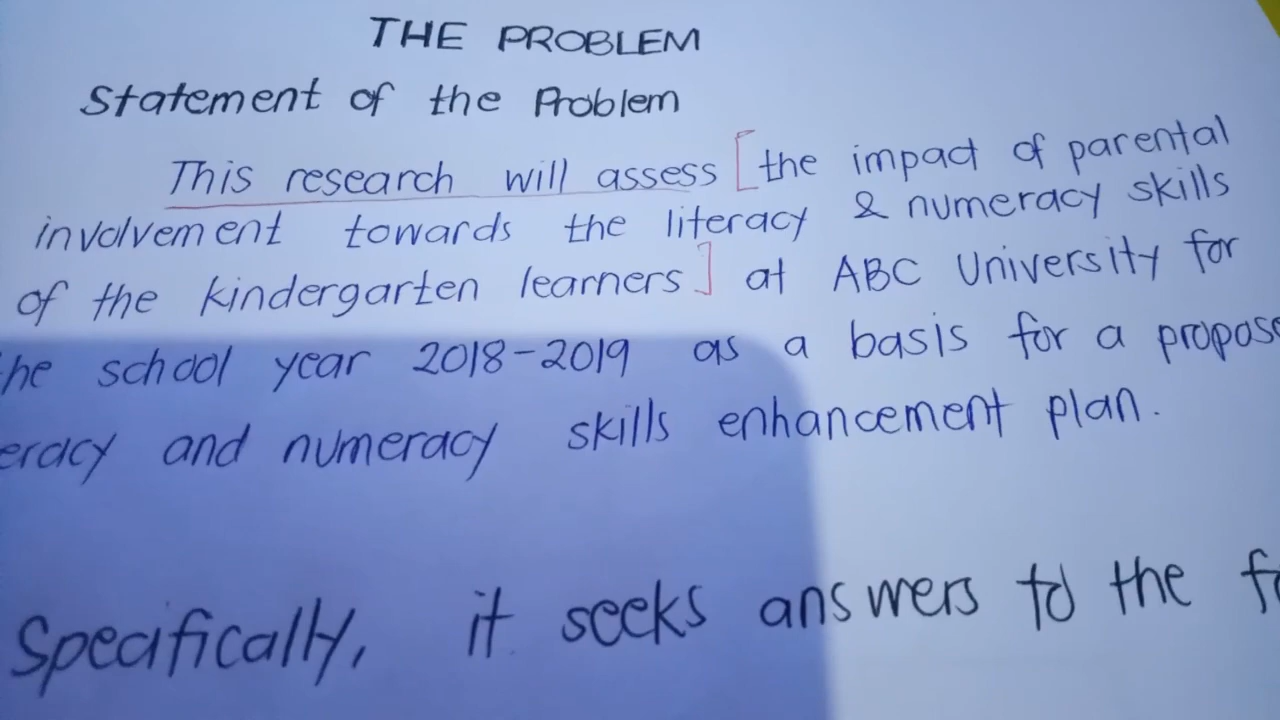 THE PROBLEM
Statement of the Problem
This research will assess [the impact of parental
involvement towards the literacy & numeracy skills
of the kindergarten learners] at ABC University for
school year 2018-2019 as a basis for a
and numeracy skills enhancement plan.
Specifically, it seeks answers to the